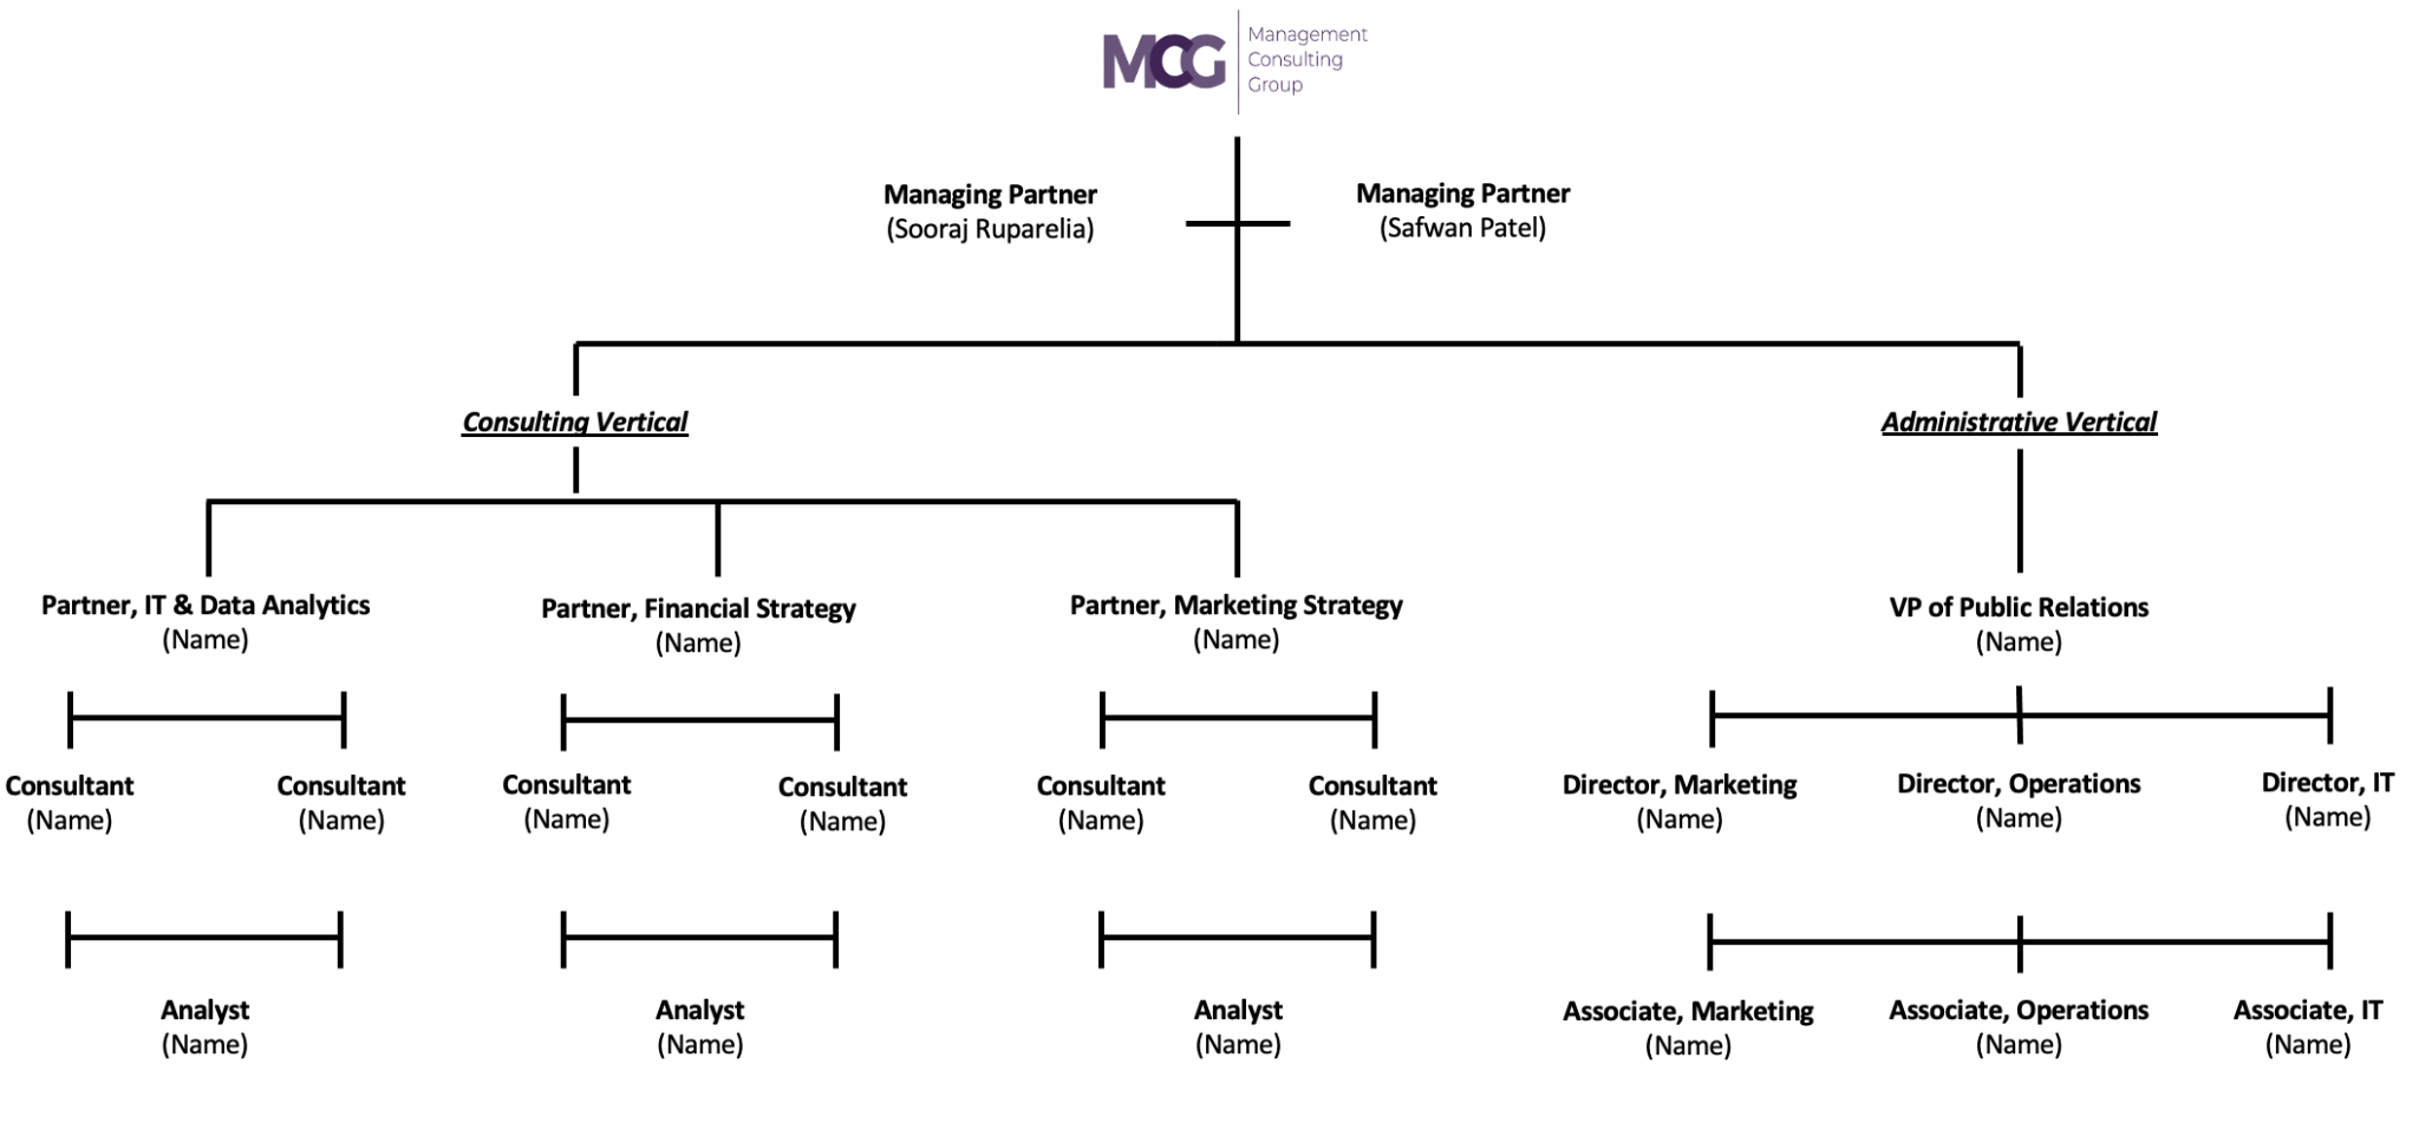 MCG
Management
Consulting
Group
Managing Partner
(Sooraj Ruparelia)
Managing Partner
(Safwan Patel)
Consulting Vertical
Administrative Vertical
Partner, IT & Data Analytics
(Name)
Partner, Financial Strategy
(Name)
Partner, Marketing Strategy
(Name)
VP of Public Relations
(Name)
Consultant
(Name)
Consultant
(Name)
Consultant
(Name)
Consultant
(Name)
Consultant
(Name)
Consultant
(Name)
Director, Marketing
(Name)
Director, Operations
(Name)
Director, IT
(Name)
Analyst
(Name)
Analyst
(Name)
Analyst
(Name)
Associate, Marketing
(Name)
Associate, Operations
(Name)
Associate, IT
(Name)